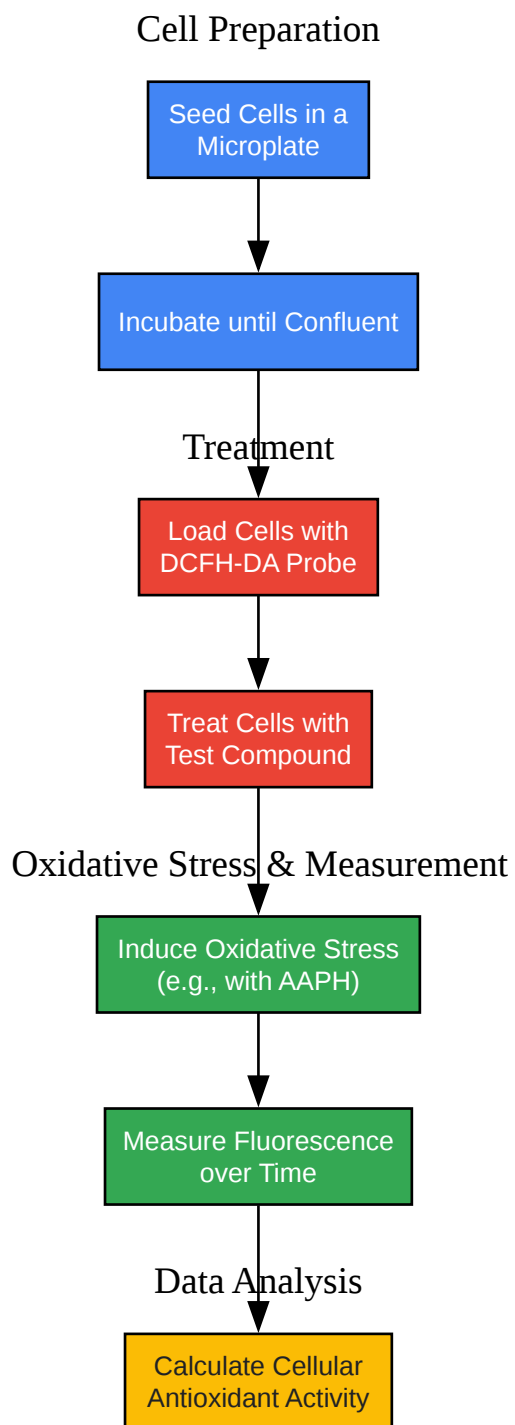 Cell Preparation
Seed Cells in a
Microplate
Incubate until Confluent
Treatment
Load Cells with
DCFH-DA Probe
Treat Cells with
Test Compound
Oxidative Stress & Measurement
Induce Oxidative Stress
(e.g., with AAPH)
Measure Fluorescence
over Time
Data Analysis
Calculate Cellular
Antioxidant Activity